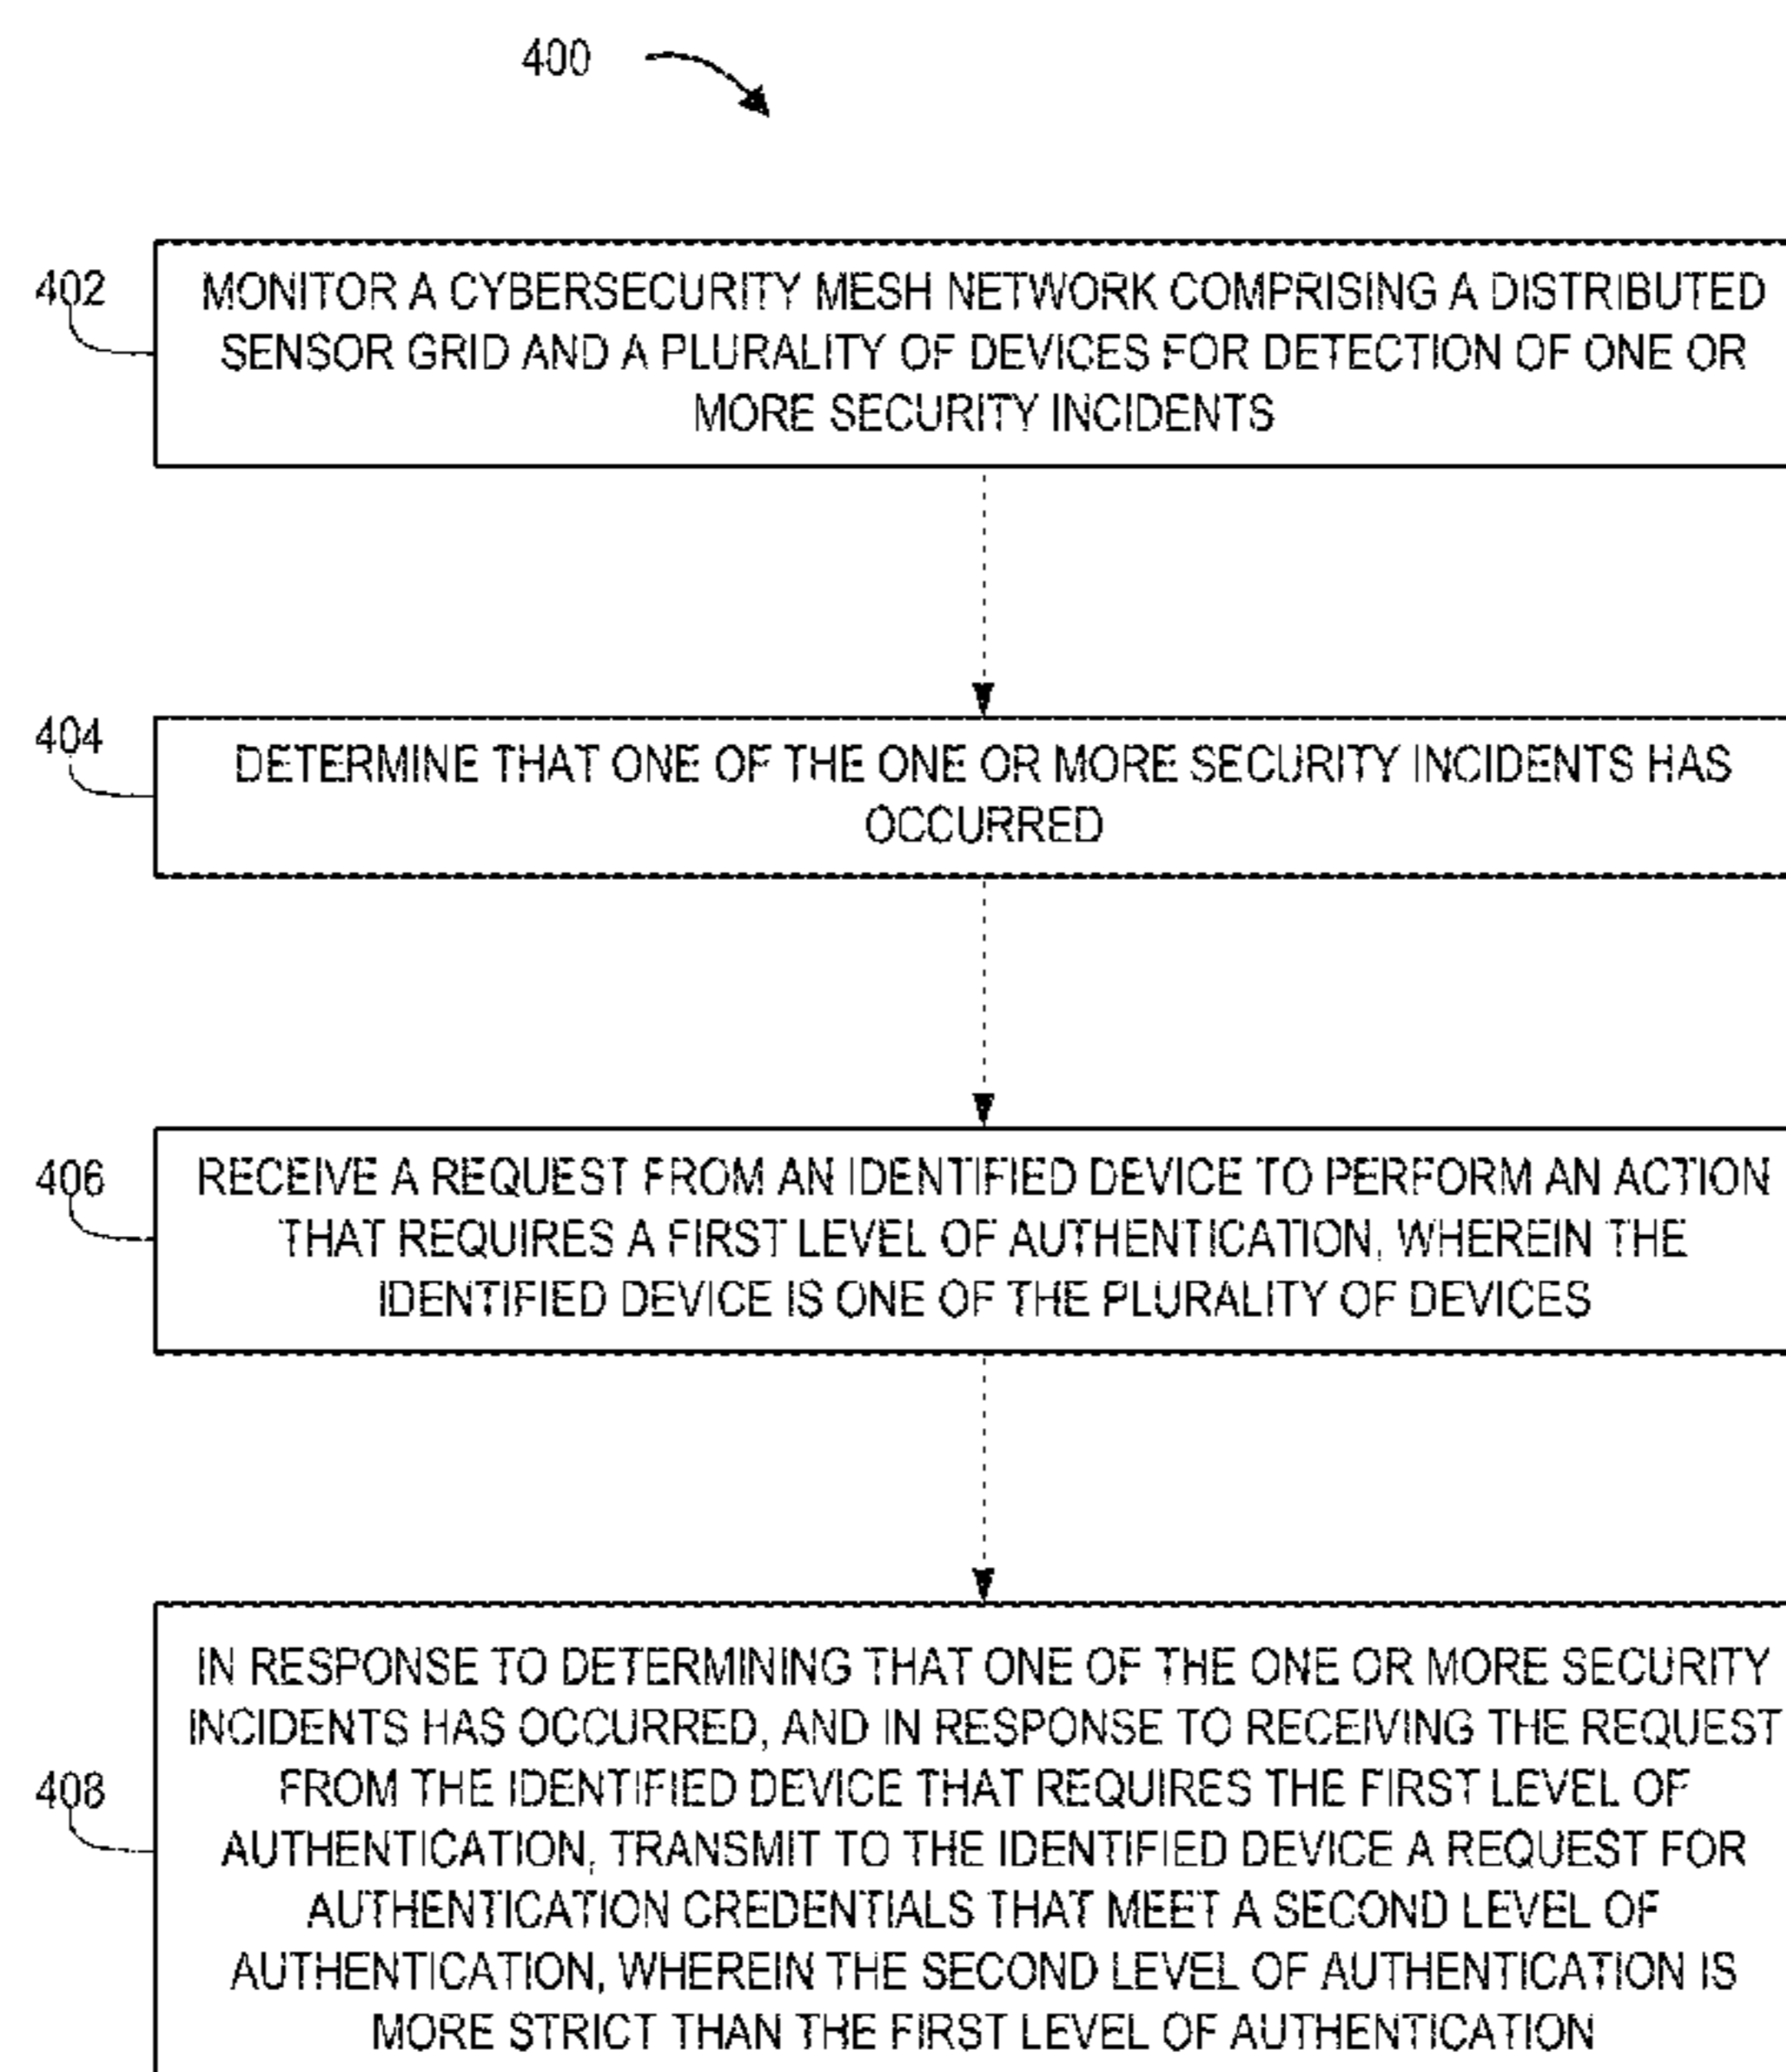 400
402
MONITOR A CYBERSECURITY MESH NETWORK COMPRISING A DISTRIBUTED
SENSOR GRID AND A PLURALITY OF DEVICES FOR DETECTION OF ONE OR
MORE SECURITY INCIDENTS
404
DETERMINE THAT ONE OF THE ONE OR MORE SECURITY INCIDENTS HAS
OCCURRED
406
RECEIVE A REQUEST FROM AN IDENTIFIED DEVICE TO PERFORM AN ACTION
THAT REQUIRES A FIRST LEVEL OF AUTHENTICATION, WHEREIN THE
IDENTIFIED DEVICE IS ONE OF THE PLURALITY OF DEVICES
408
IN RESPONSE TO DETERMINING THAT ONE OF THE ONE OR MORE SECURITY
INCIDENTS HAS OCCURRED, AND IN RESPONSE TO RECEIVING THE REQUEST
FROM THE IDENTIFIED DEVICE THAT REQUIRES THE FIRST LEVEL OF
AUTHENTICATION, TRANSMIT TO THE IDENTIFIED DEVICE A REQUEST FOR
AUTHENTICATION CREDENTIALS THAT MEET A SECOND LEVEL OF
AUTHENTICATION, WHEREIN THE SECOND LEVEL OF AUTHENTICATION IS
MORE STRICT THAN THE FIRST LEVEL OF AUTHENTICATION